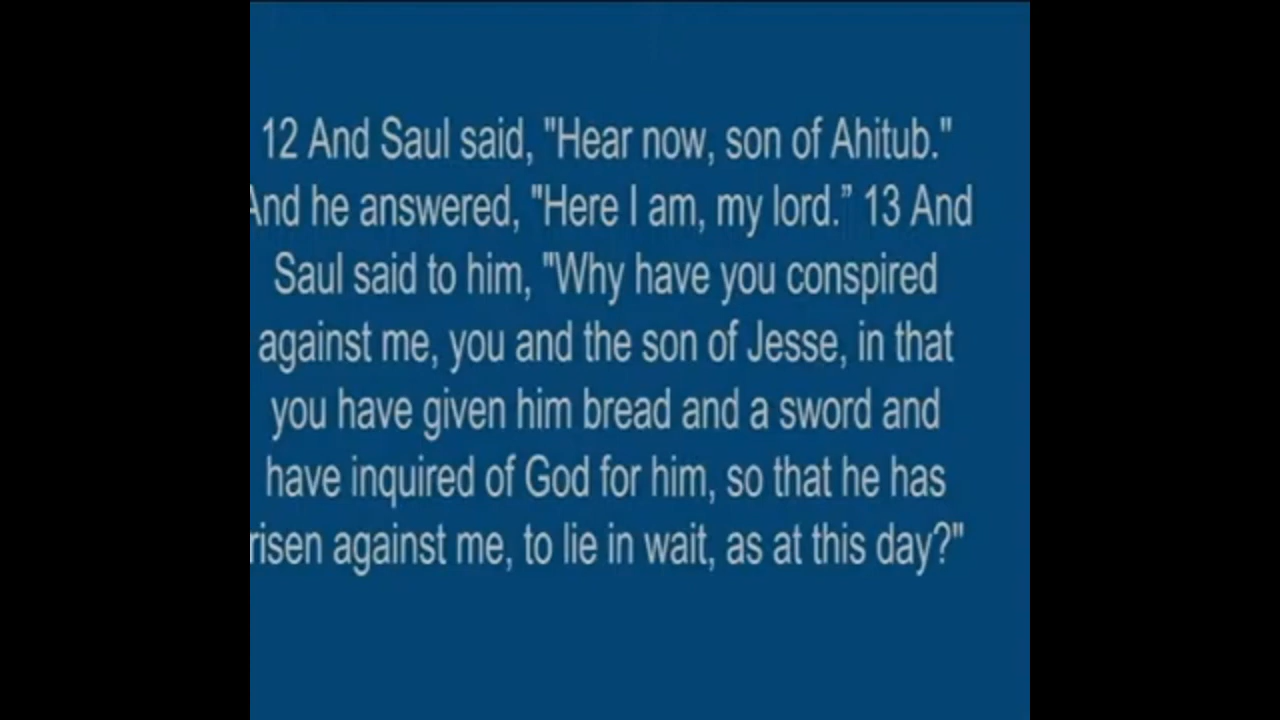 12 And Saul said, "Hear now, son of Ahitub."
And he answered, "Here I am, my lord.” 13 And
Saul said to him, "Why have you conspired
against me, you and the son of Jesse, in that
you have given him bread and a sword and
have inquired of God for him, so that he has
risen against me, to lie in wait, as at this day?"